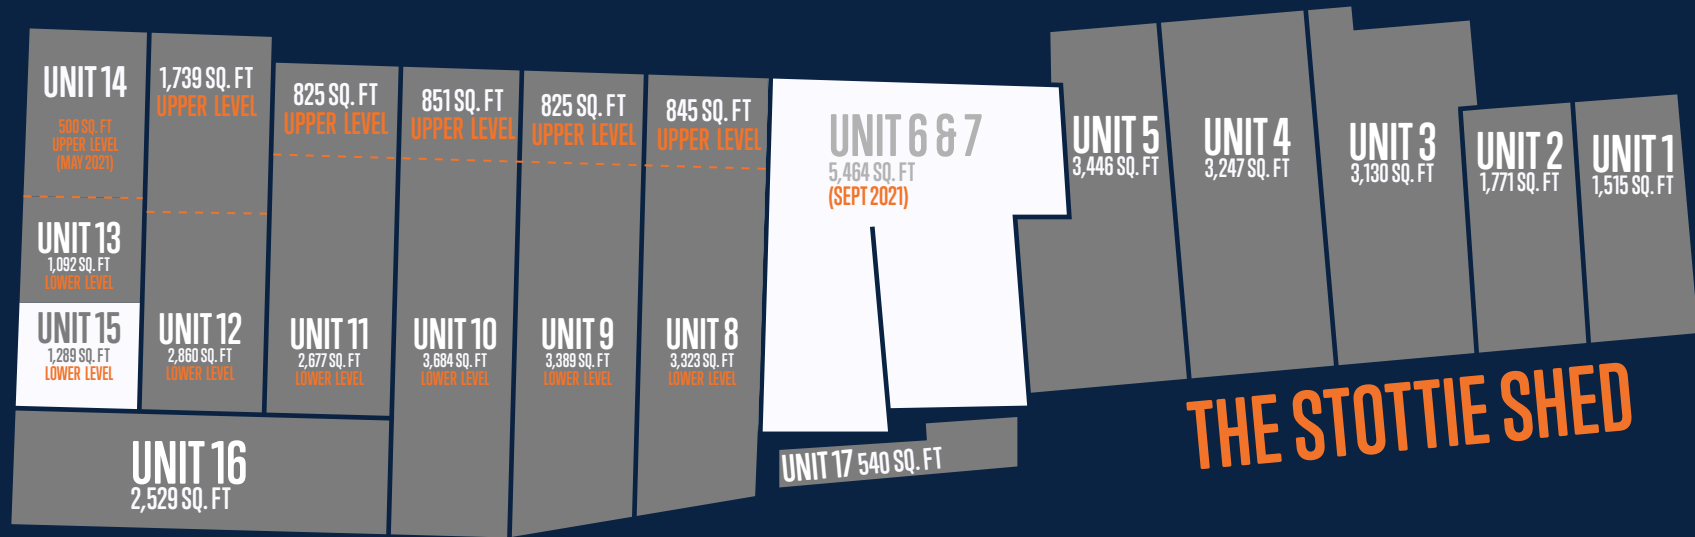 UNIT 14
500 SQ. FT
UPPER LEVEL
(MAY 2021)
UNIT 13
1,092 SQ. FT
LOWER LEVEL
UNIT 15
1,289 SQ. FT
LOWER LEVEL
1,739 SQ. FT
UPPER LEVEL
UNIT 12
2,860 SQ. FT
LOWER LEVEL
825 SQ. FT
UPPER LEVEL
UNIT 11
2,677 SQ. FT
LOWER LEVEL
851 SQ. FT
UPPER LEVEL
UNIT 10
3,684 SQ. FT
LOWER LEVEL
825 SQ. FT
UPPER LEVEL
UNIT 9
3,389 SQ. FT
LOWER LEVEL
845 SQ. FT
UPPER LEVEL
UNIT 8
3,323 SQ. FT
LOWER LEVEL
UNIT 6 & 7
5,464 SQ. FT
(SEPT 2021)
UNIT 5
3,446 SQ. FT
UNIT 4
3,247 SQ. FT
UNIT 3
3,130 SQ. FT
UNIT 2
1,771 SQ. FT
UNIT 1
1,515 SQ. FT
UNIT 16
2,529 SQ. FT
UNIT 17 540 SQ. FT
THE STOTTIE SHED